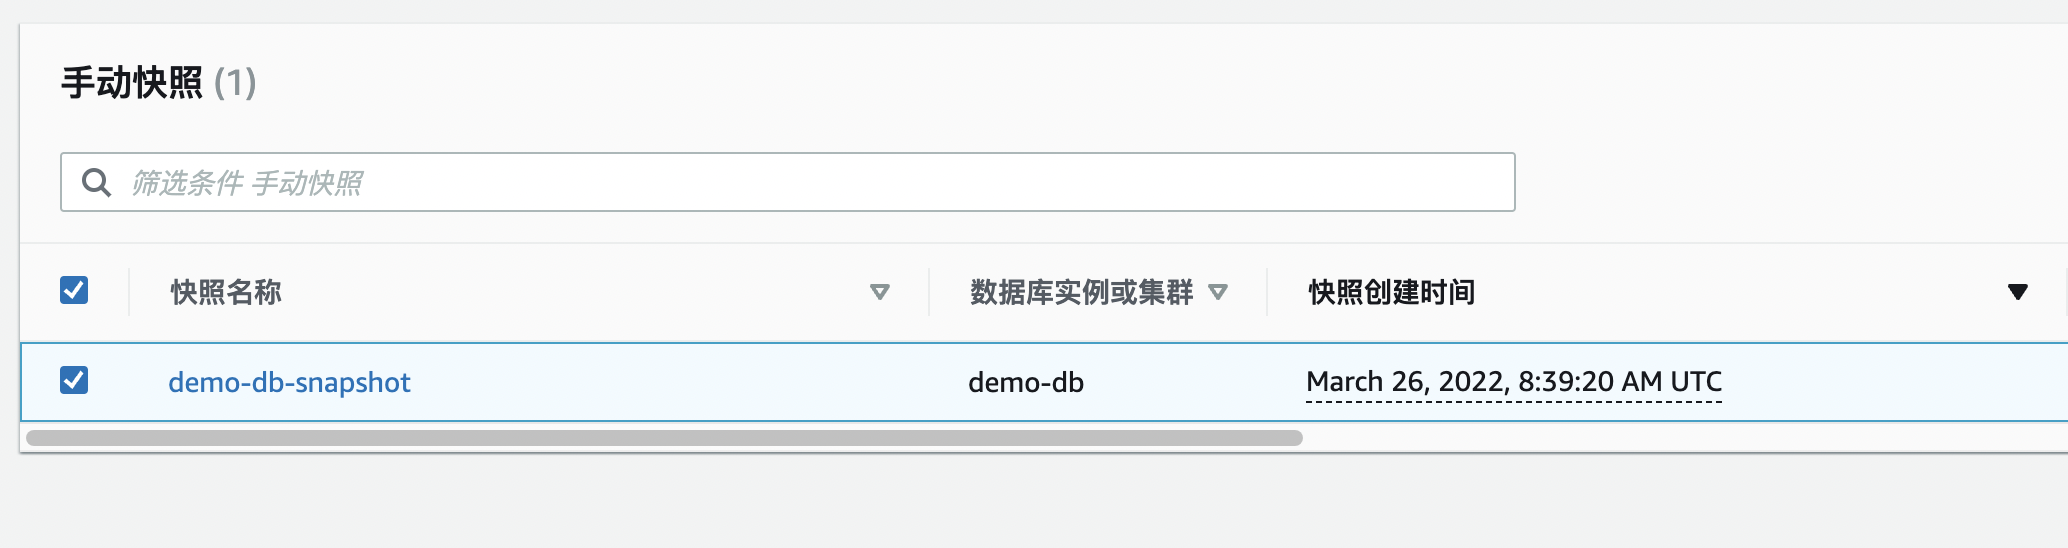 手动快照 (1)
筛选条件 手动快照
快照名称 数据库实例或集群 快照创建时间
demo-db-snapshot demo-db March 26, 2022, 8:39:20 AM UTC